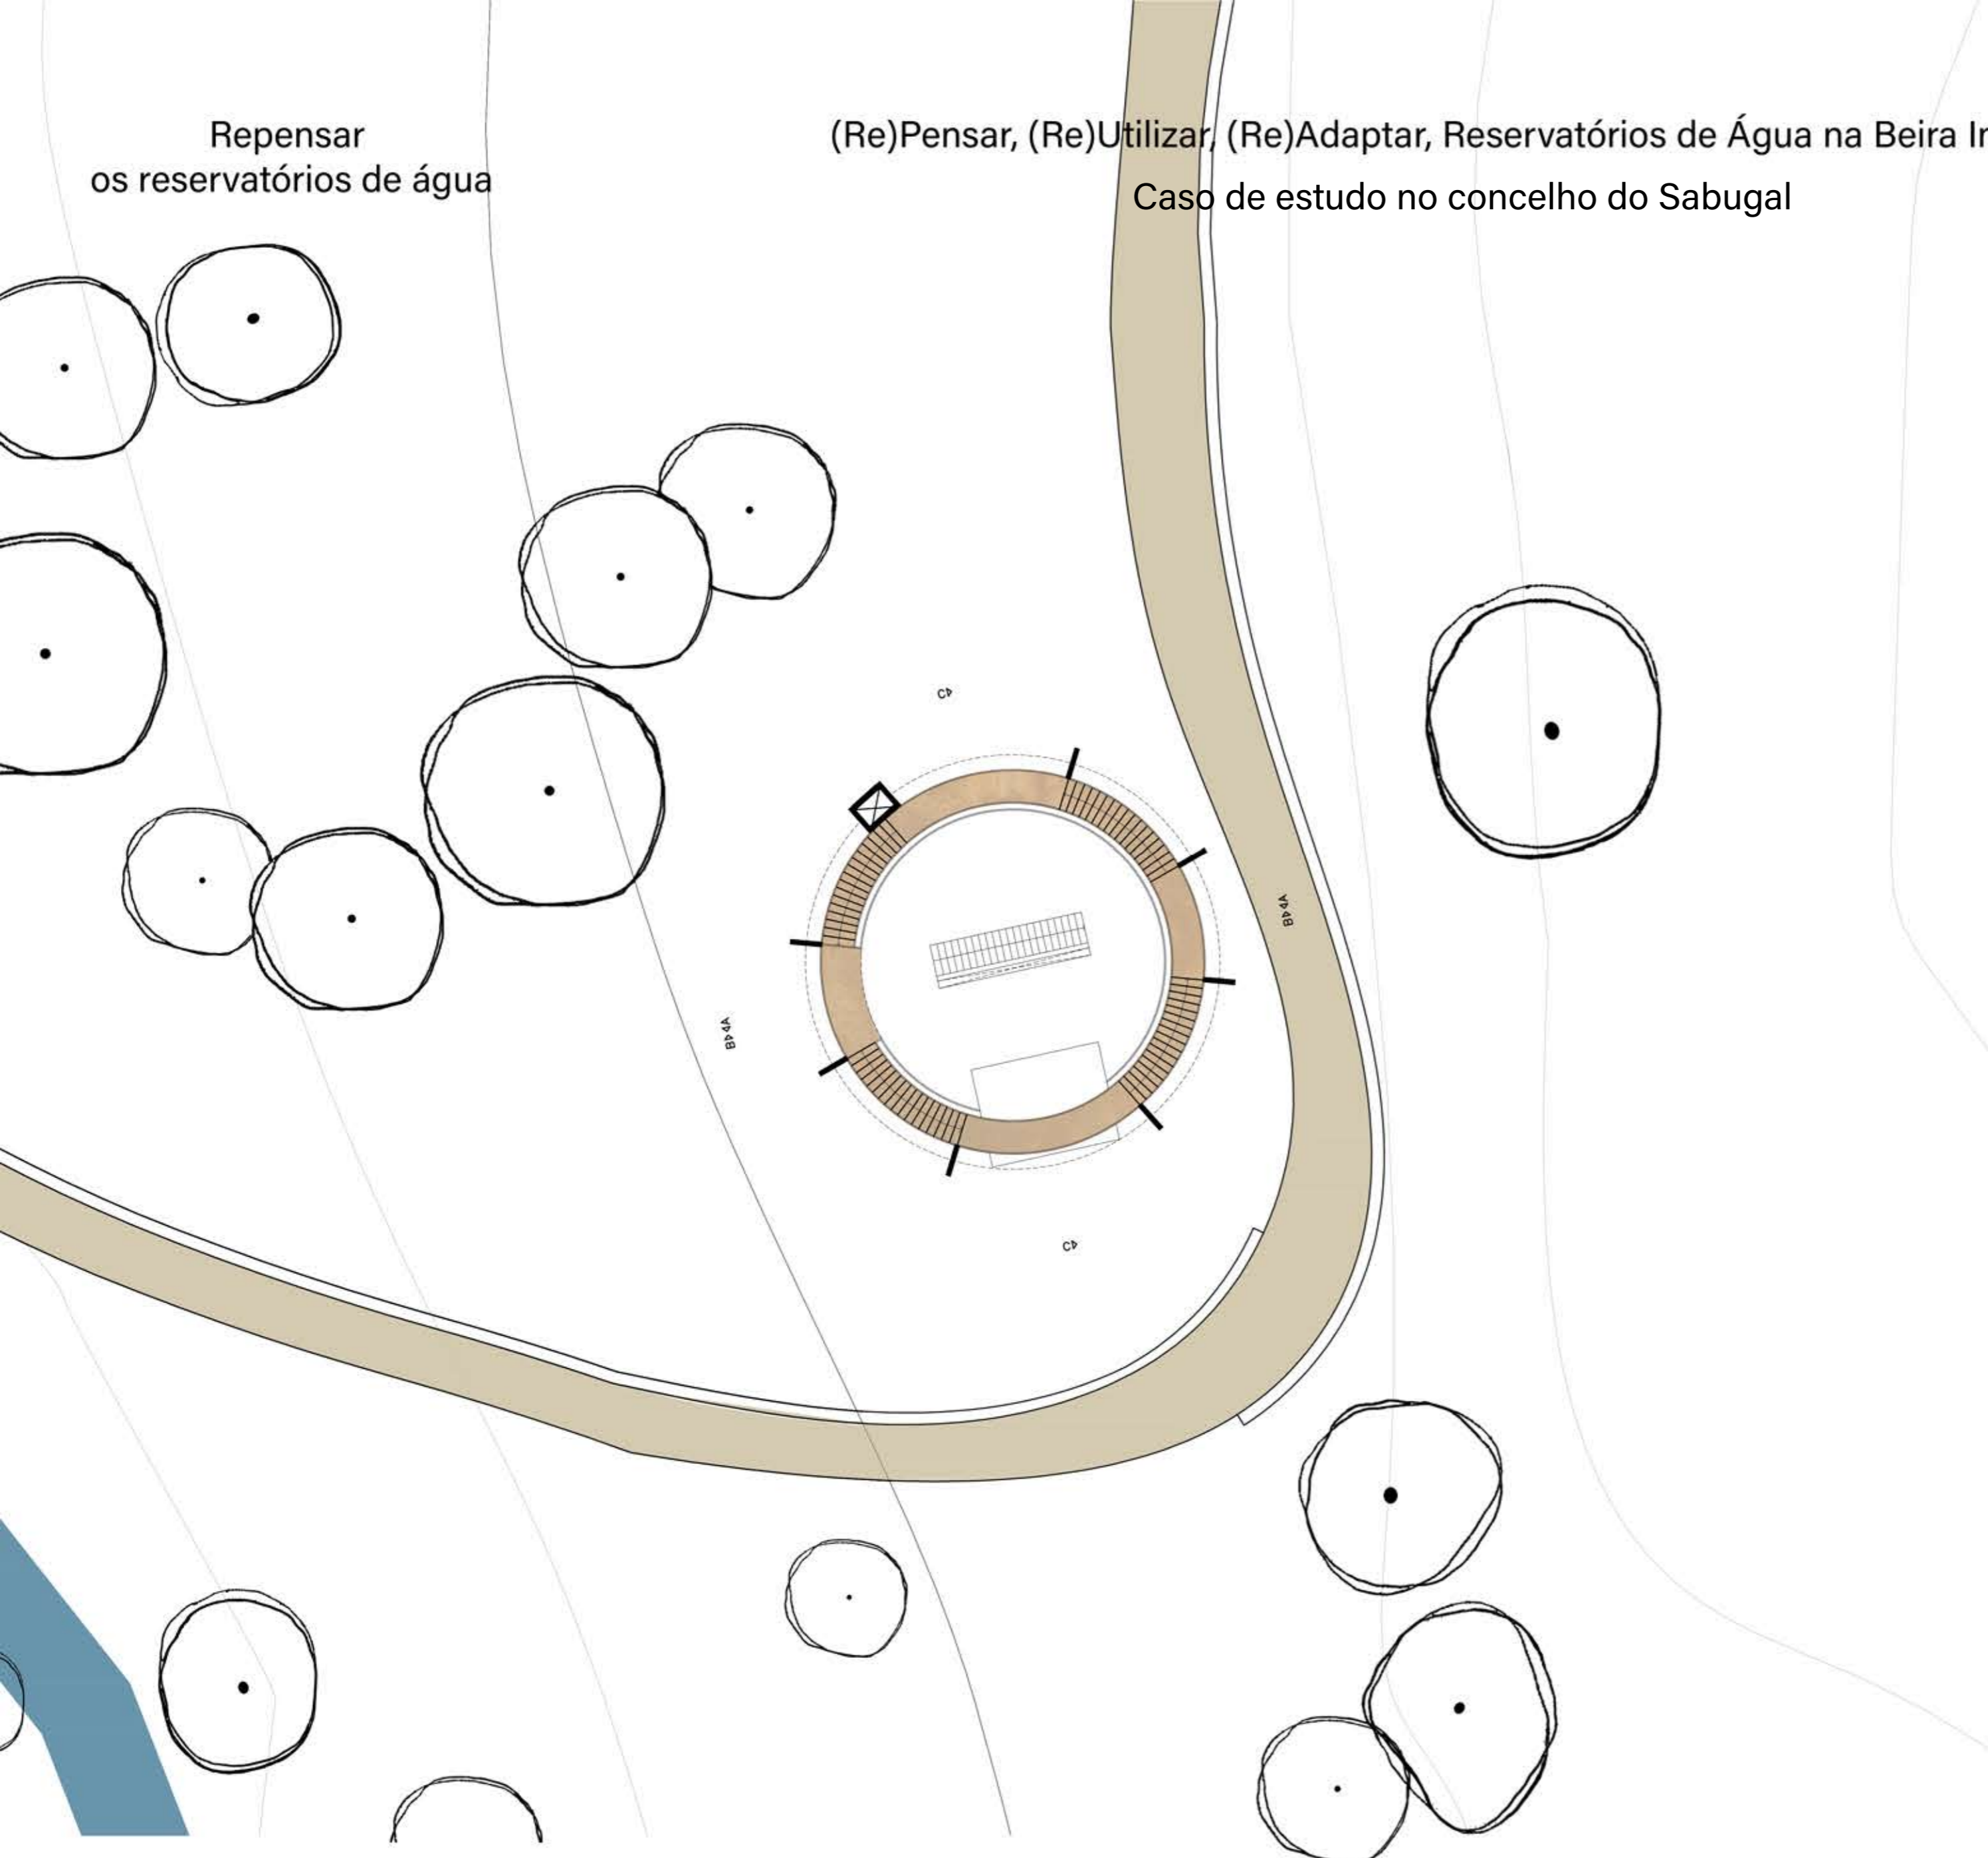 Repensar
os reservatórios de água
(Re)Pensar, (Re)Utilizar, (Re)Adaptar, Reservatórios de Água na Beira
Caso de estudo no concelho do Sabugal
C
A
B
A
B
C